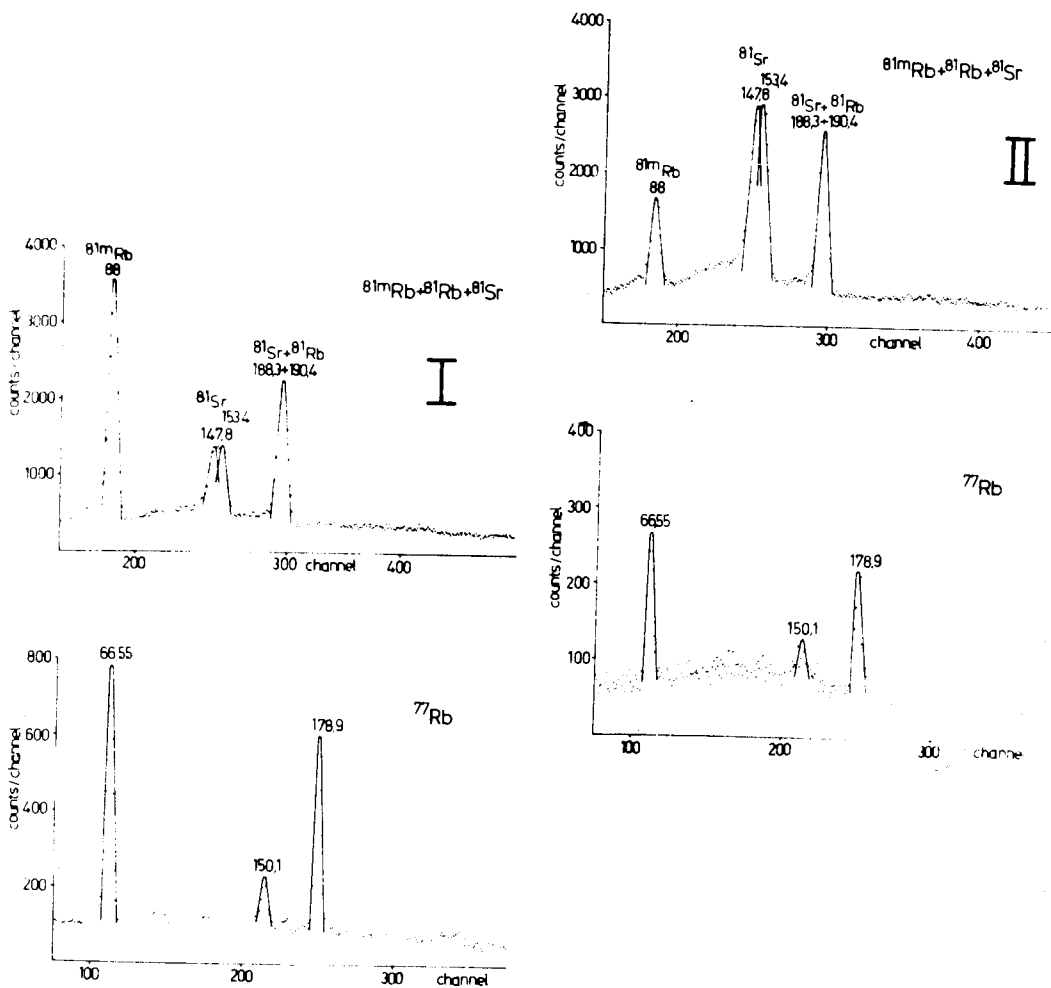 4000
3000
2000
1000
counts/channel
81mRb
88
81Sr
153,4
147,8
81Sr+81Rb
188,3+190,4
81mRb+81Rb+81Sr
II
200
300
channel
400
4000
3000
2000
1000
counts/channel
81mRb
88
81Sr
153,4
147,8
81Sr+81Rb
188,3+190,4
81mRb+81Rb+81Sr
I
200
300
channel
400
400
300
200
100
counts/channel
66,55
150,1
178,9
77Rb
100
200
300
channel
800
600
400
200
counts/channel
66,55
150,1
178,9
77Rb
100
200
300
channel